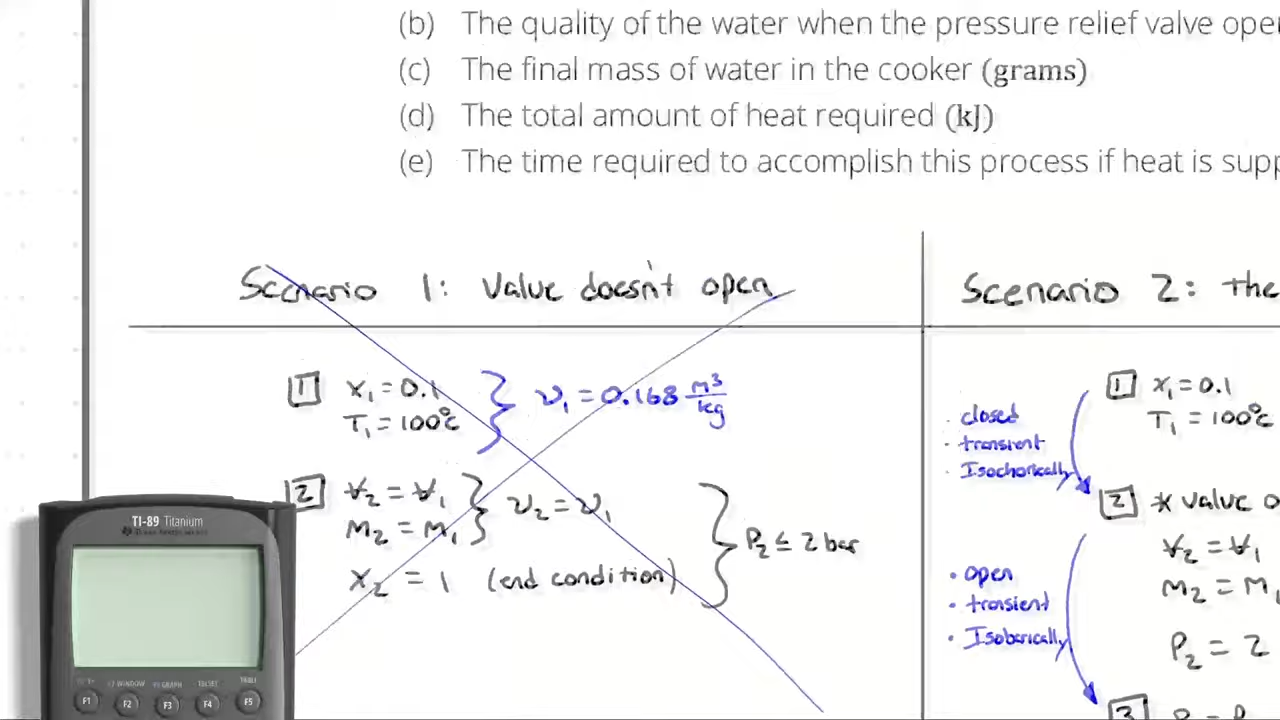 (b) The quality of the water when the pressure relief valve ope
(c) The final mass of water in the cooker (grams)
(d) The total amount of heat required (kJ)
(e) The time required to accomplish this process if heat is sup
Scenario 1: Value doesn't open
Scenario 2: the
1 x₁ = 0.1
T₁ = 100°C
v₁ = 0.168 m³/kg
2 V₂ = V₁
m₂ = m₁
v₂ = v₁
x₂ = 1 (end condition)
P₂ ≤ 2 bar
· closed
· transient
· Isochorically
1 x₁ = 0.1
T₁ = 100°C
2 * value o
V₂ = V₁
m₂ = m₁
P₂ = 2
· open
· transient
· Isobarically
3
TI-89 Titanium
F1 F2 F3 F4 F5